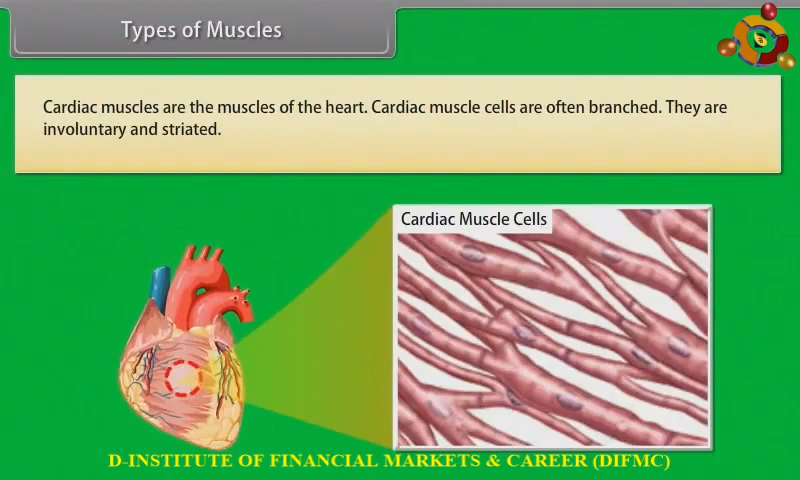 Types of Muscles
Cardiac muscles are the muscles of the heart. Cardiac muscle cells are often branched. They are
involuntary and striated.
Cardiac Muscle Cells
D-INSTITUTE OF FINANCIAL MARKETS & CAREER (DIFMC)